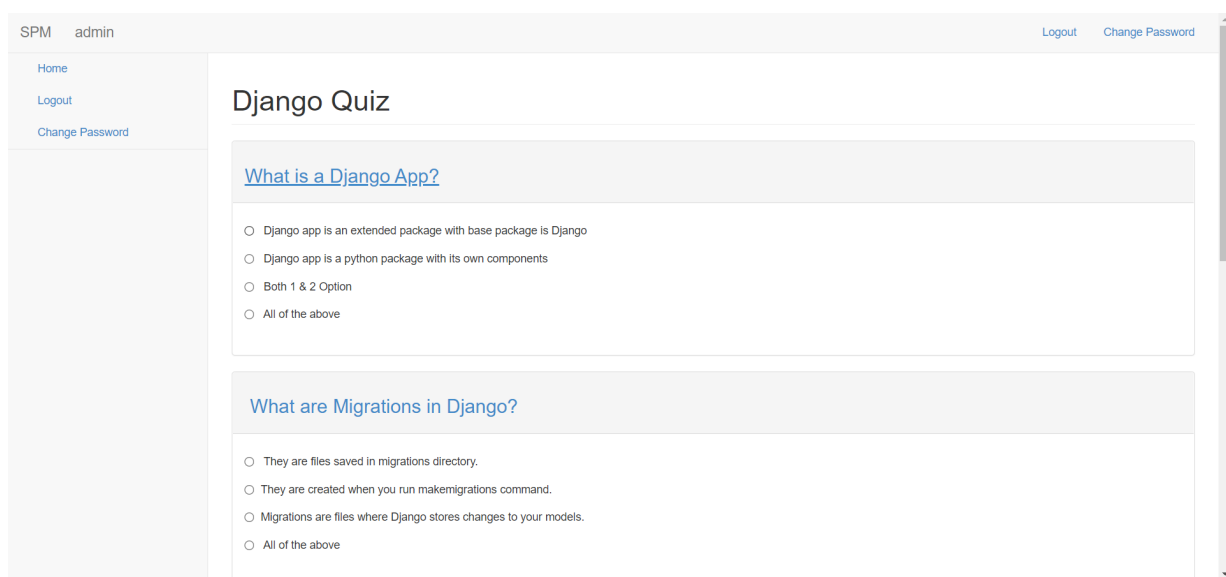 SPM admin Logout Change Password
Home
Logout
Change Password
Django Quiz
What is a Django App?
Django app is an extended package with base package is Django
Django app is a python package with its own components
Both 1 & 2 Option
All of the above
What are Migrations in Django?
They are files saved in migrations directory.
They are created when you run makemigrations command.
Migrations are files where Django stores changes to your models.
All of the above